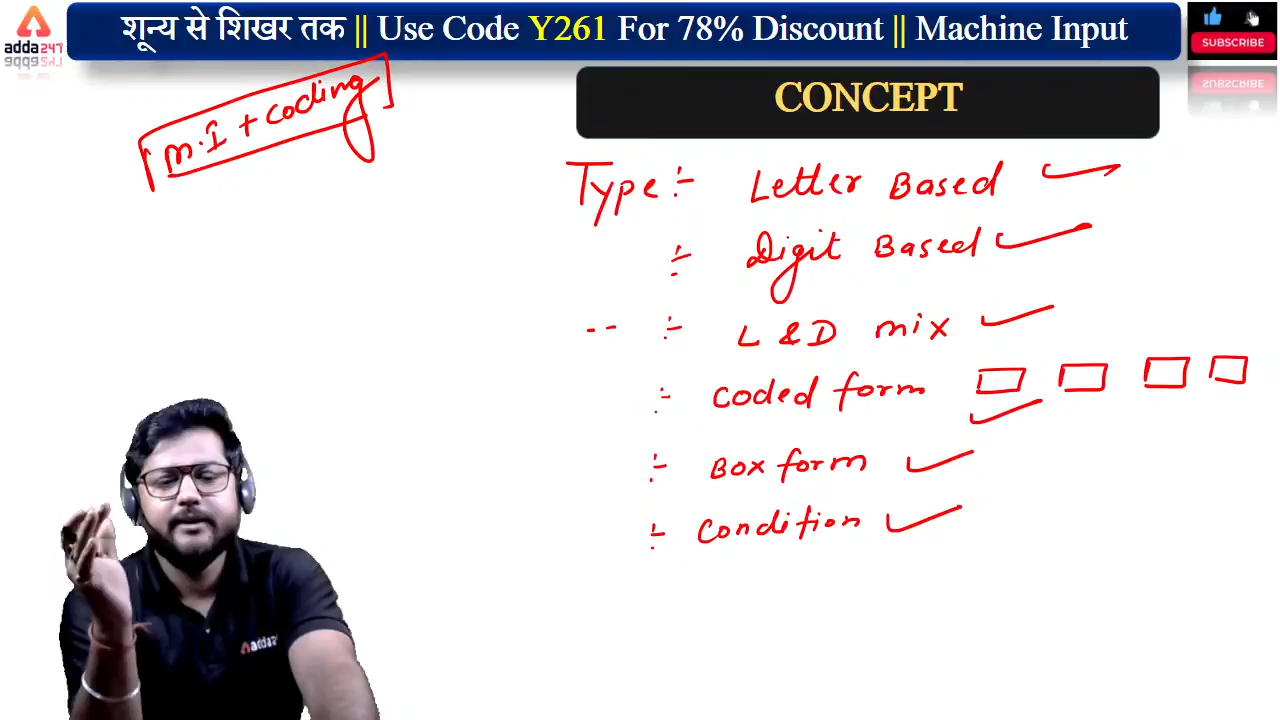 शून्य से शिखर तक || Use Code Y261 For 78% Discount || Machine Input
adda247
SUBSCRIBE
CONCEPT
M.I + coding
Type :- Letter Based
:- Digit Based
-- :- L & D mix
:- Coded form
:- Box form
:- Condition
adda247